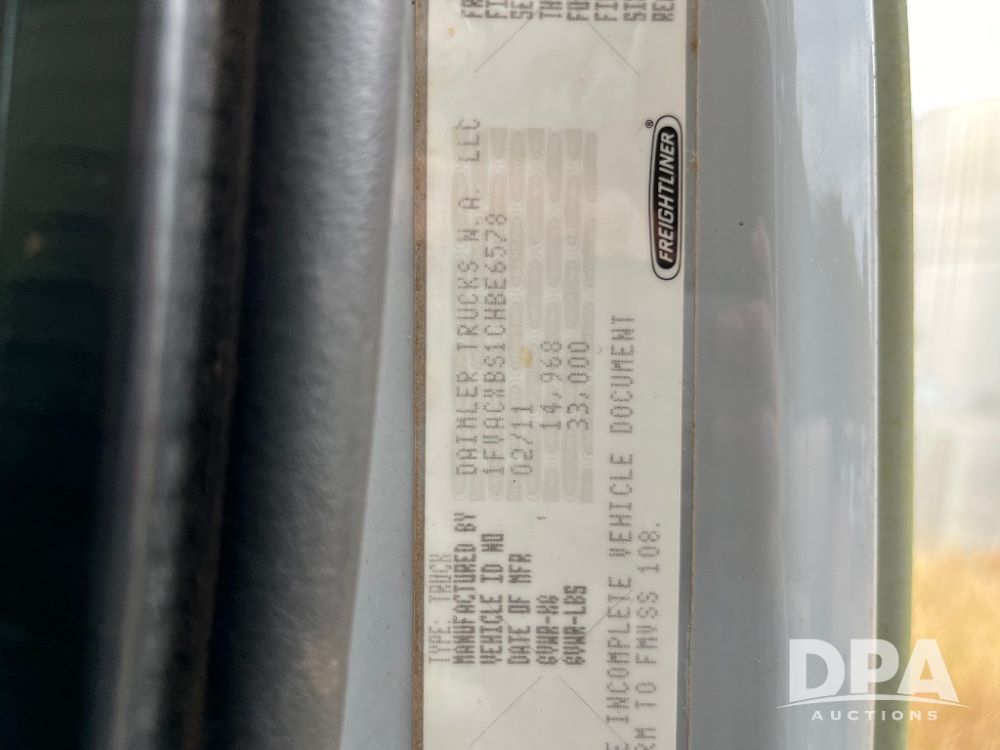 TYPE: TRUCK
MANUFACTURED BY DAIMLER TRUCKS N.A. LLC
VEHICLE ID NO 1FVACWBS1CHBE6578
DATE OF MFR 02/11
GVWR-KG 14,968
GVWR-LBS 33,000
INCOMPLETE VEHICLE DOCUMENT
TO FMVSS 108.
FREIGHTLINER®
DPA
AUCTIONS